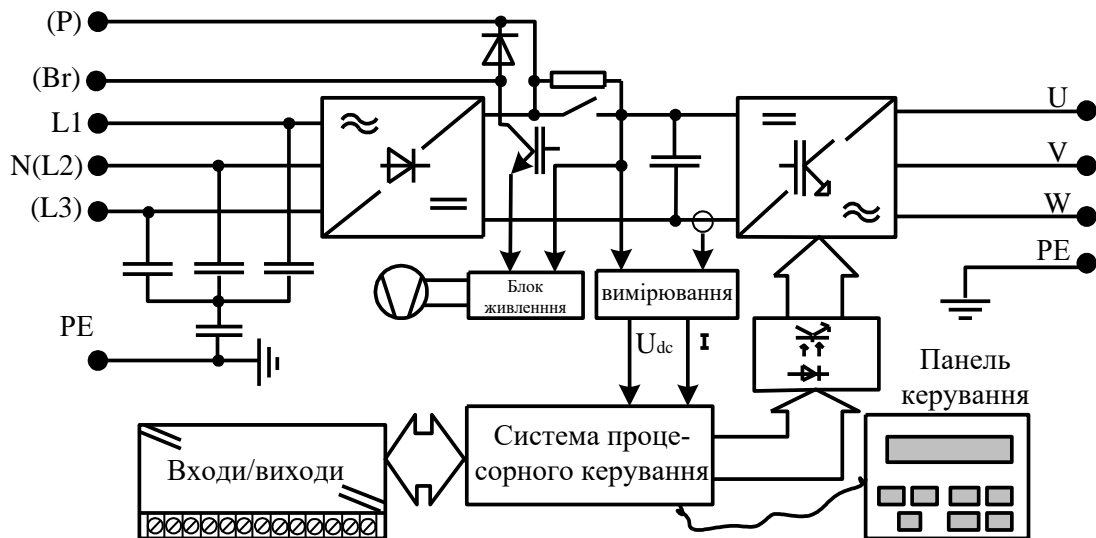 (P)
(Br)
L1
N(L2)
(L3)
PE
U
V
W
PE
Блок
живленння
вимірювання
Udc
I
Панель
керування
Система проце-
сорного керування
Входи/виходи